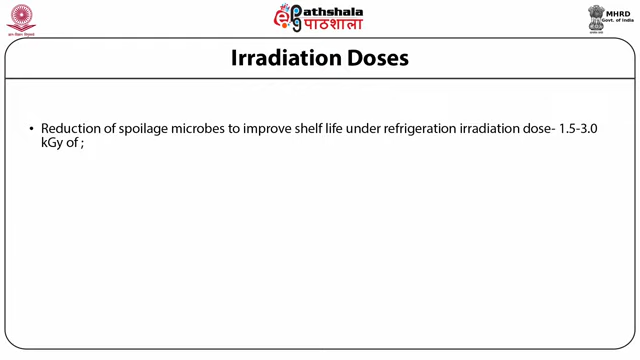 ePathshala
पाठशाला
MHRD
Govt. of India
Irradiation Doses
• Reduction of spoilage microbes to improve shelf life under refrigeration irradiation dose- 1.5-3.0
kGy of ;